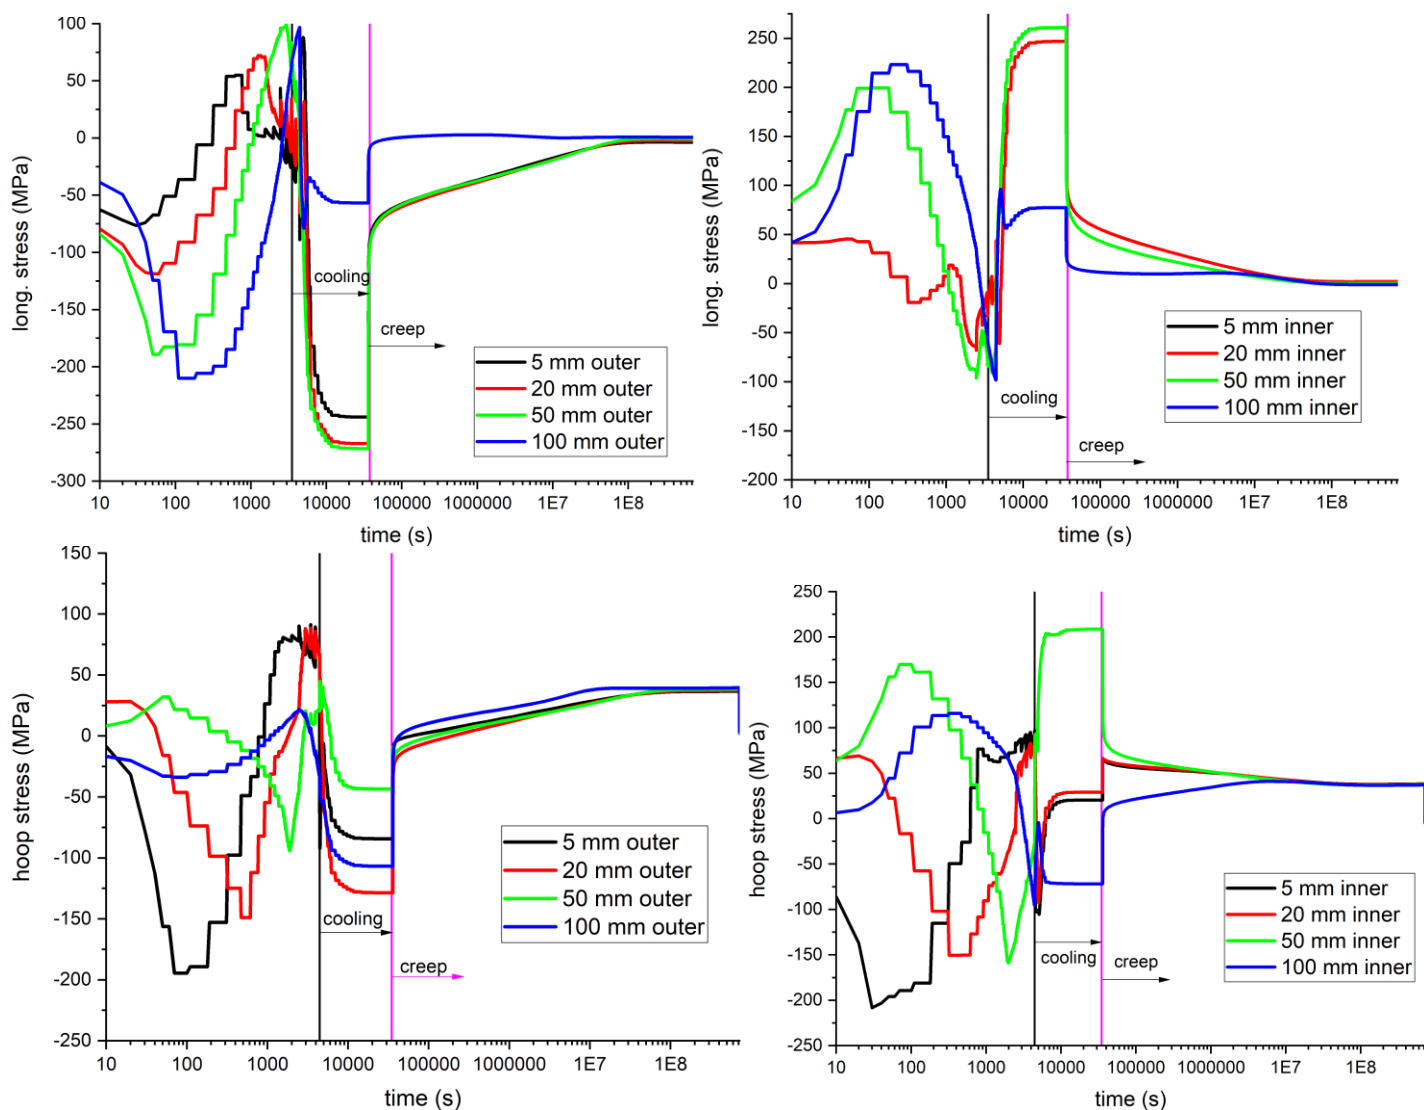 100
50
0
-50
-100
-150
-200
-250
-300
long. stress (MPa)
cooling
creep
5 mm outer
20 mm outer
50 mm outer
100 mm outer
10
100
1000
10000
100000
1000000
1E7
1E8
time (s)
250
200
150
100
50
0
-50
-100
-150
-200
long. stress (MPa)
5 mm inner
20 mm inner
50 mm inner
100 mm inner
cooling
creep
10
100
1000
10000
100000
1000000
1E7
1E8
time (s)
150
100
50
0
-50
-100
-150
-200
-250
hoop stress (MPa)
5 mm outer
20 mm outer
50 mm outer
100 mm outer
cooling
creep
10
100
1000
10000
100000
1000000
1E7
1E8
time (s)
250
200
150
100
50
0
-50
-100
-150
-200
-250
hoop stress (MPa)
5 mm inner
20 mm inner
50 mm inner
100 mm inner
cooling
creep
10
100
1000
10000
100000
1000000
1E7
1E8
time (s)